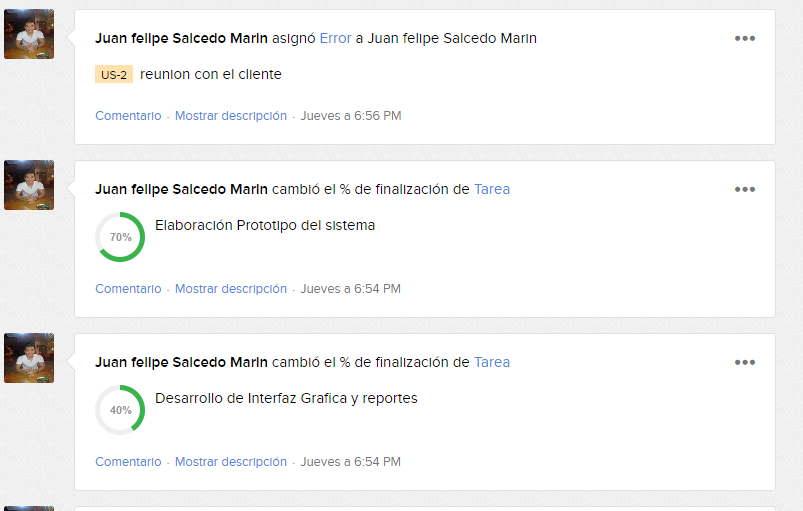 Juan felipe Salcedo Marin asignó Error a Juan felipe Salcedo Marin
US-2 reunion con el cliente
Comentario · Mostrar descripción · Jueves a 6:56 PM
Juan felipe Salcedo Marin cambió el % de finalización de Tarea
70% Elaboración Prototipo del sistema
Comentario · Mostrar descripción · Jueves a 6:54 PM
Juan felipe Salcedo Marin cambió el % de finalización de Tarea
40% Desarrollo de Interfaz Grafica y reportes
Comentario · Mostrar descripción · Jueves a 6:54 PM